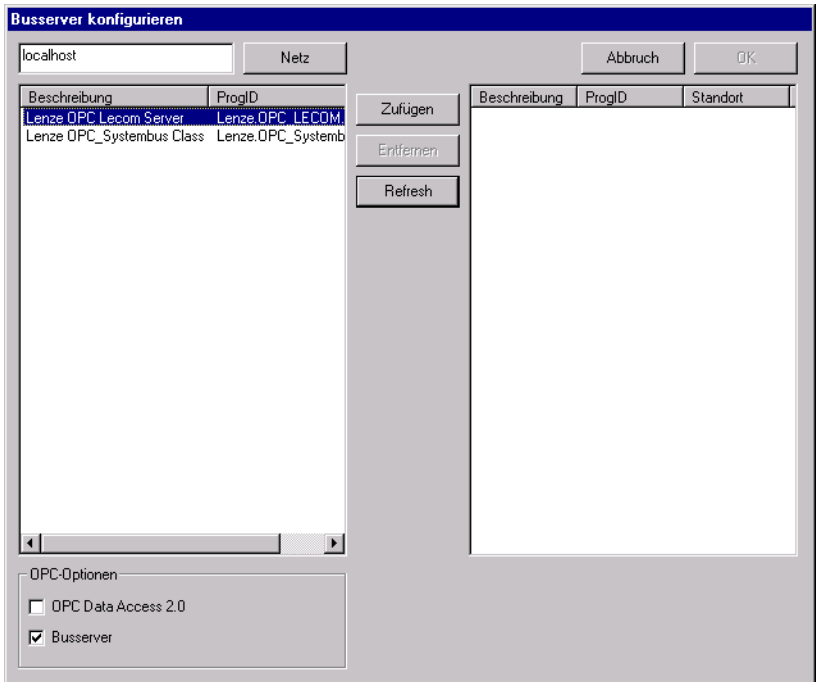 Busserver konfigurieren
localhost
Netz
Abbruch
OK
Beschreibung ProgID
Lenze OPC Lecom Server Lenze.OPC_LECOM.
Lenze OPC_Systembus Class Lenze.OPC_Systemb
Zufügen
Entfernen
Refresh
Beschreibung ProgID Standort
OPC-Optionen
OPC Data Access 2.0
Busserver